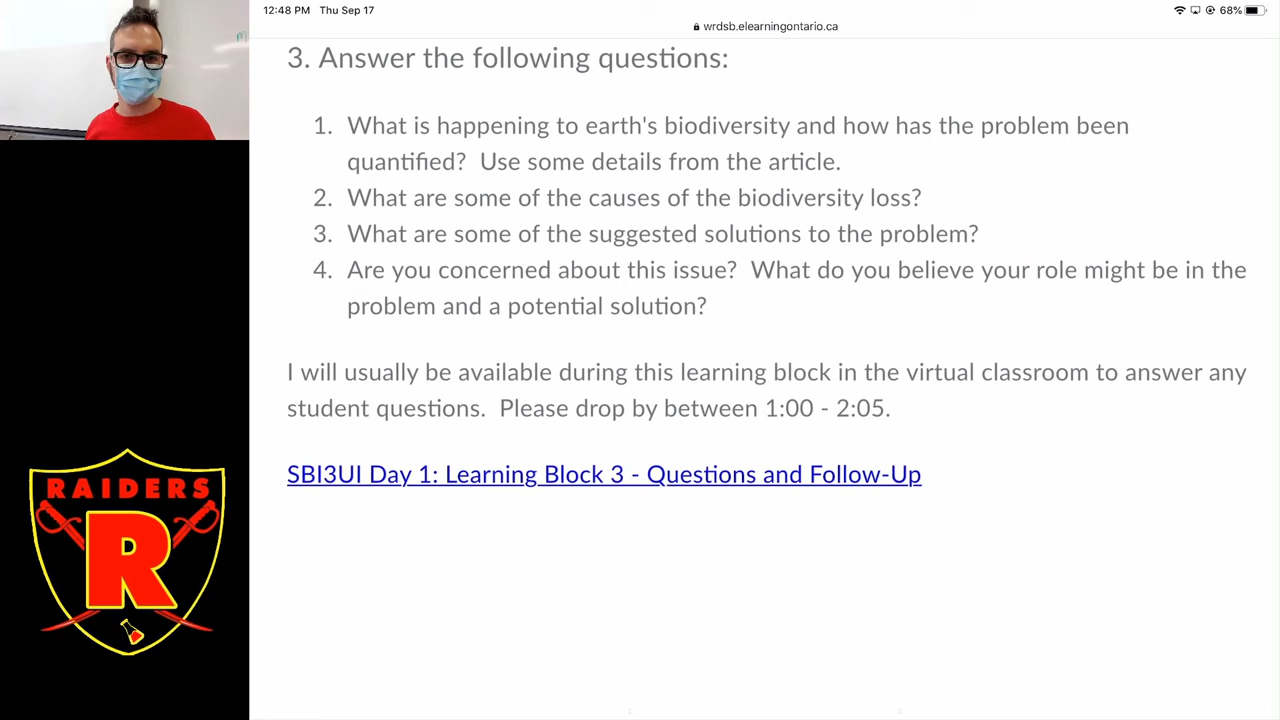 12:48 PM Thu Sep 17
68%
wrdsb.elearningontario.ca
3. Answer the following questions:
1. What is happening to earth's biodiversity and how has the problem been
quantified? Use some details from the article.
2. What are some of the causes of the biodiversity loss?
3. What are some of the suggested solutions to the problem?
4. Are you concerned about this issue? What do you believe your role might be in the
problem and a potential solution?
I will usually be available during this learning block in the virtual classroom to answer any
student questions. Please drop by between 1:00 - 2:05.
SBI3UI Day 1: Learning Block 3 - Questions and Follow-Up
RAIDERS
R